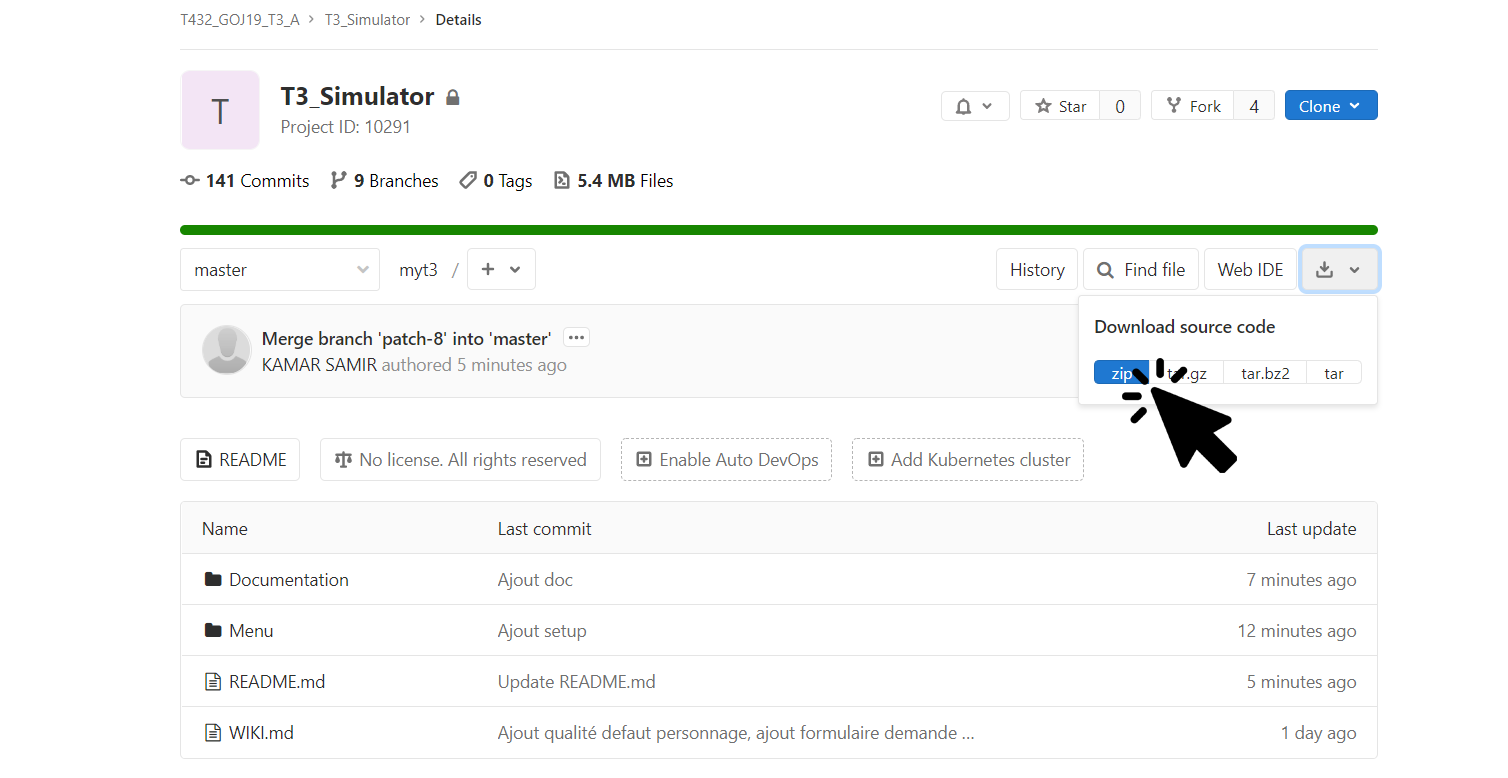 T432_GOJ19_T3_A > T3_Simulator > Details
T
T3_Simulator
Project ID: 10291
Star 0 Fork 4 Clone
141 Commits 9 Branches 0 Tags 5.4 MB Files
master myt3 / + History Find file Web IDE
Download source code
zip tar.gz tar.bz2 tar
Merge branch 'patch-8' into 'master' ...
KAMAR SAMIR authored 5 minutes ago
README No license. All rights reserved Enable Auto DevOps Add Kubernetes cluster
Name Last commit Last update
Documentation Ajout doc 7 minutes ago
Menu Ajout setup 12 minutes ago
README.md Update README.md 5 minutes ago
WIKI.md Ajout qualité defaut personnage, ajout formulaire demande ... 1 day ago